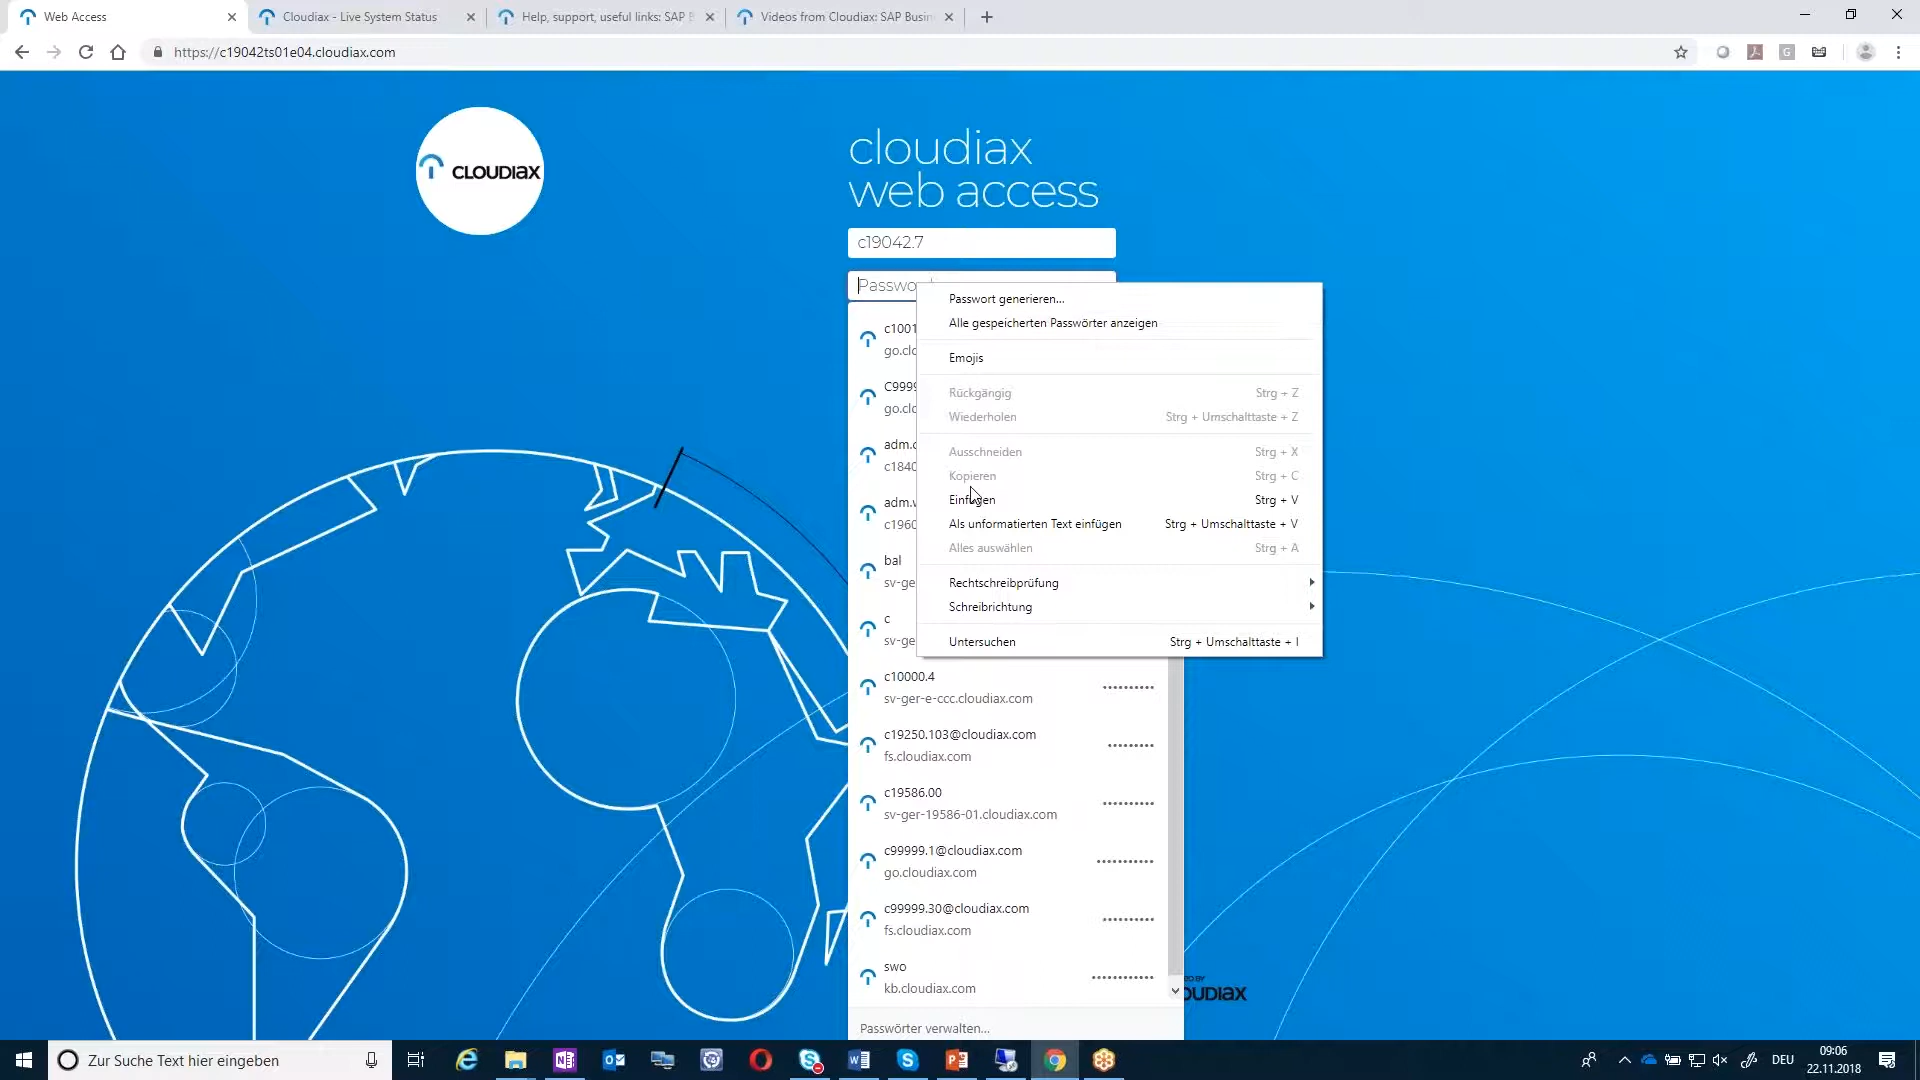 Web Access
Cloudiax - Live System Status
Help, support, useful links: SAP B
Videos from Cloudiax: SAP Busin
https://c19042ts01e04.cloudiax.com
CLOUDIAX
cloudiax
web access
c19042.7
Passwo
Passwort generieren...
Alle gespeicherten Passwörter anzeigen
Emojis
Rückgängig Strg + Z
Wiederholen Strg + Umschalttaste + Z
Ausschneiden Strg + X
Kopieren Strg + C
Einfügen Strg + V
Als unformatierten Text einfügen Strg + Umschalttaste + V
Alles auswählen Strg + A
Rechtschreibprüfung
Schreibrichtung
Untersuchen Strg + Umschalttaste + I
c1001
go.clo
C9999
go.clo
adm.c
c1840
adm.v
c1960
bal
sv-ge
c
sv-ge
c10000.4
sv-ger-e-ccc.cloudiax.com
c19250.103@cloudiax.com
fs.cloudiax.com
c19586.00
sv-ger-19586-01.cloudiax.com
c99999.1@cloudiax.com
go.cloudiax.com
c99999.30@cloudiax.com
fs.cloudiax.com
swo
kb.cloudiax.com
Passwörter verwalten...
OUDIAX
Zur Suche Text hier eingeben
DEU
09:06
22.11.2018